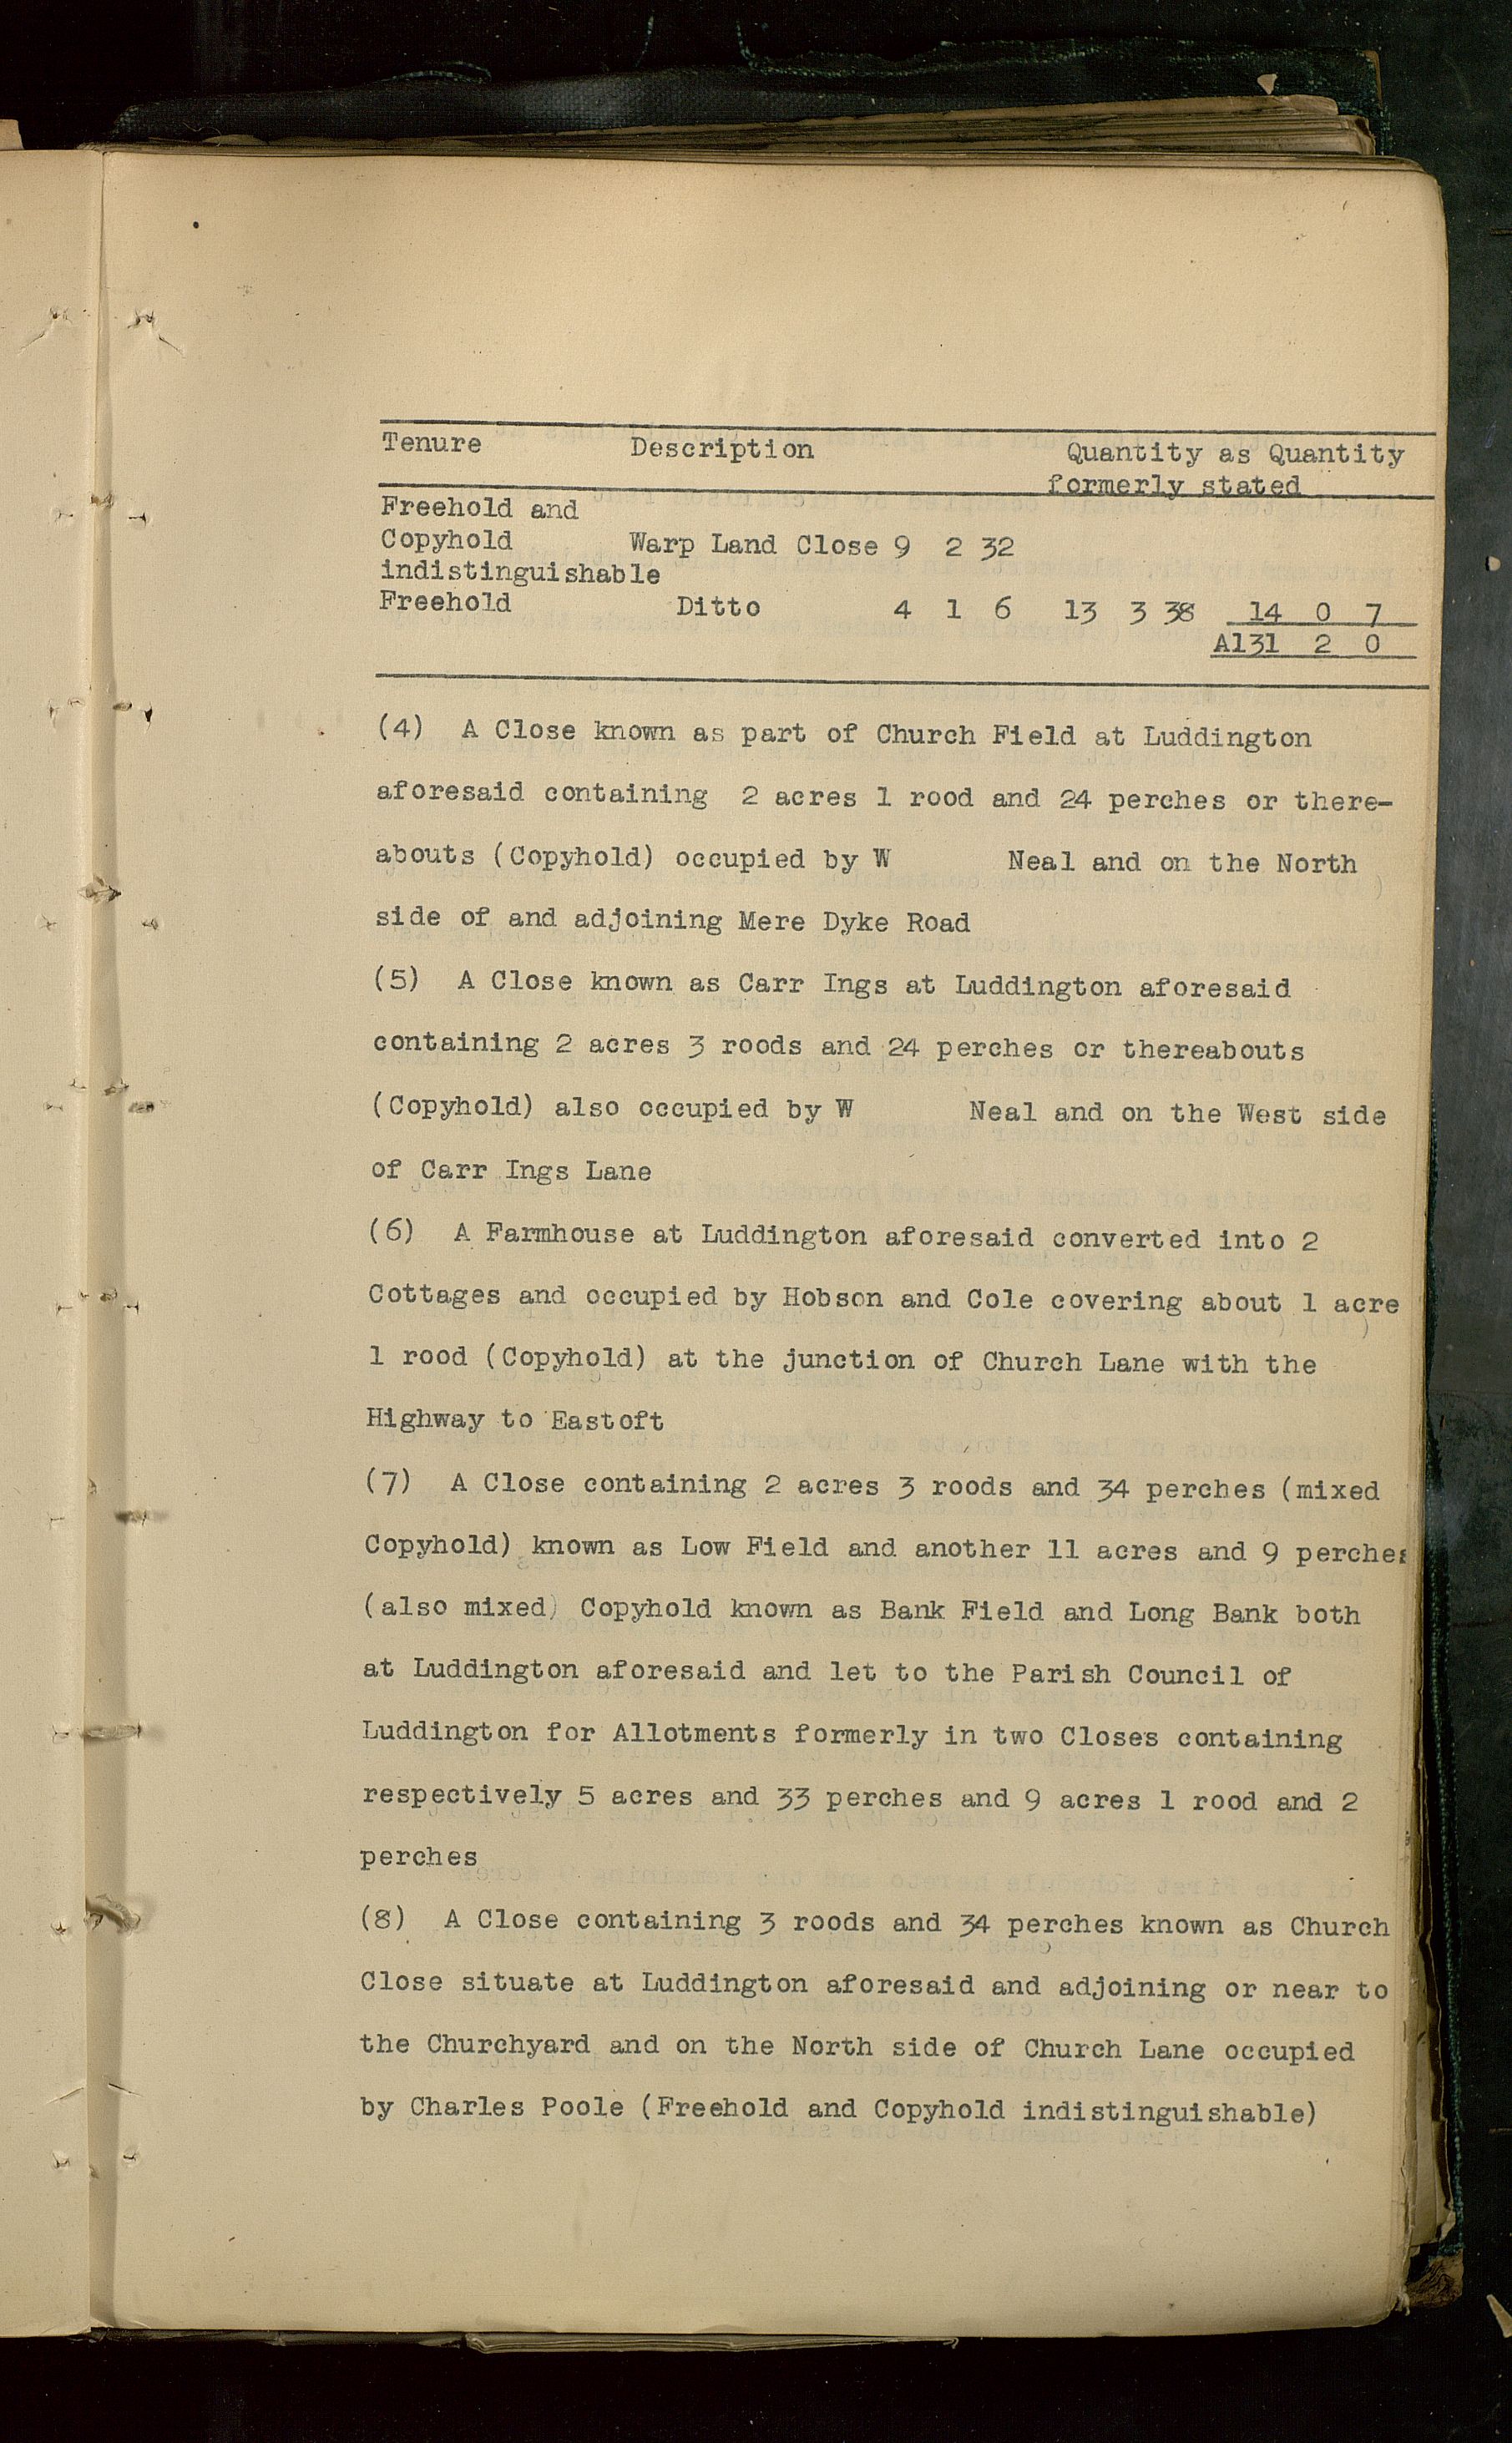 Tenure Description Quantity as Quantity
formerly stated
Freehold and
Copyhold Warp Land Close 9 2 32
indistinguishable
Freehold Ditto 4 1 6 13 3 38 14 0 7
A131 2 0
(4) A Close known as part of Church Field at Luddington
aforesaid containing 2 acres 1 rood and 24 perches or there-
abouts (Copyhold) occupied by W Neal and on the North
side of and adjoining Mere Dyke Road
(5) A Close known as Carr Ings at Luddington aforesaid
containing 2 acres 3 roods and 24 perches or thereabouts
(Copyhold) also occupied by W Neal and on the West side
of Carr Ings Lane
(6) A Farmhouse at Luddington aforesaid converted into 2
Cottages and occupied by Hobson and Cole covering about 1 acre
1 rood (Copyhold) at the junction of Church Lane with the
Highway to Eastoft
(7) A Close containing 2 acres 3 roods and 34 perches (mixed
Copyhold) known as Low Field and another 11 acres and 9 perches
(also mixed) Copyhold known as Bank Field and Long Bank both
at Luddington aforesaid and let to the Parish Council of
Luddington for Allotments formerly in two Closes containing
respectively 5 acres and 33 perches and 9 acres 1 rood and 2
perches
(8) A Close containing 3 roods and 34 perches known as Church
Close situate at Luddington aforesaid and adjoining or near to
the Churchyard and on the North side of Church Lane occupied
by Charles Poole (Freehold and Copyhold indistinguishable)